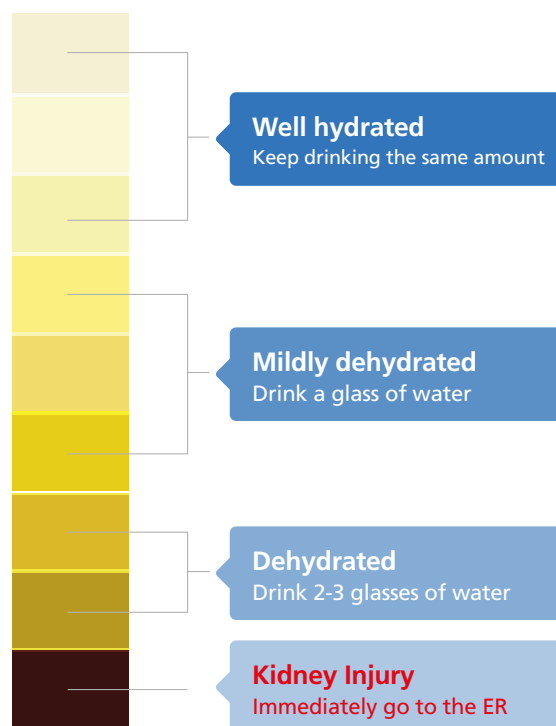 Well hydrated
Keep drinking the same amount
Mildly dehydrated
Drink a glass of water
Dehydrated
Drink 2-3 glasses of water
Kidney Injury
Immediately go to the ER